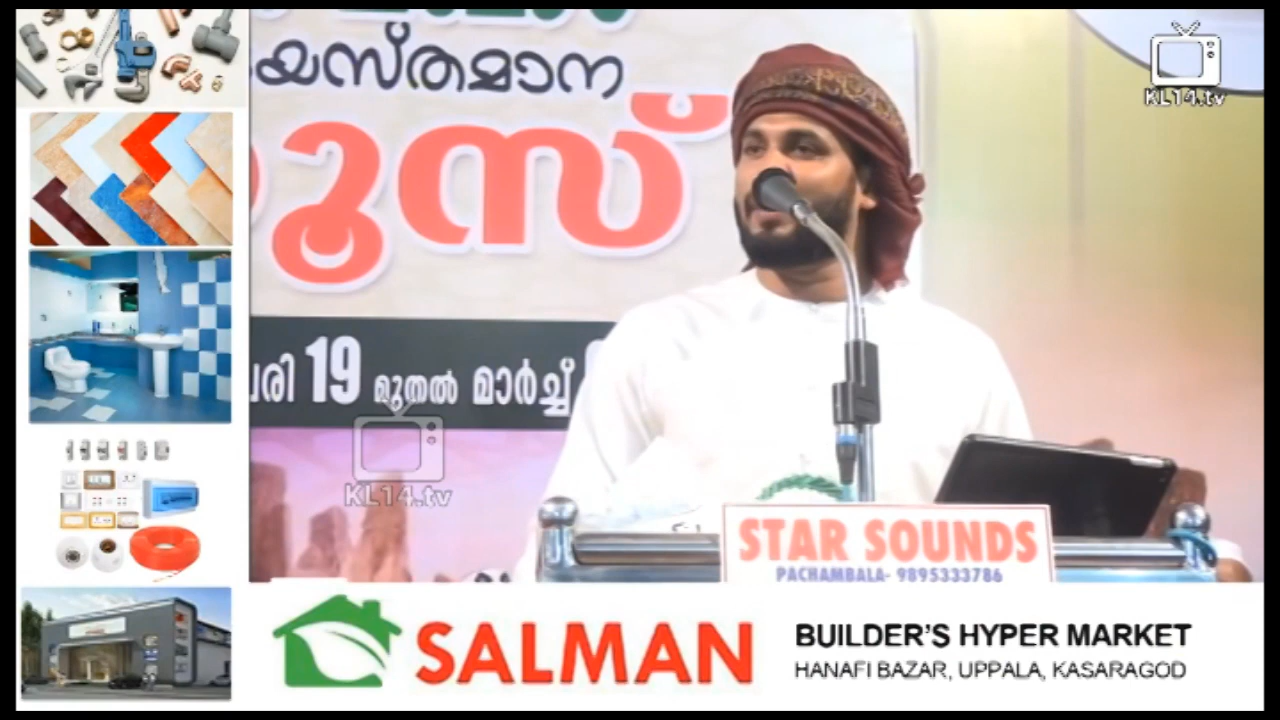 യസ്തമാന
ൂസ്
രി 19 മുതൽ മാർച്ച്
KL14.tv
KL14.tv
STAR SOUNDS
PACHAMBALA- 9895333786
SALMAN
BUILDER'S HYPER MARKET
HANAFI BAZAR, UPPALA, KASARAGOD